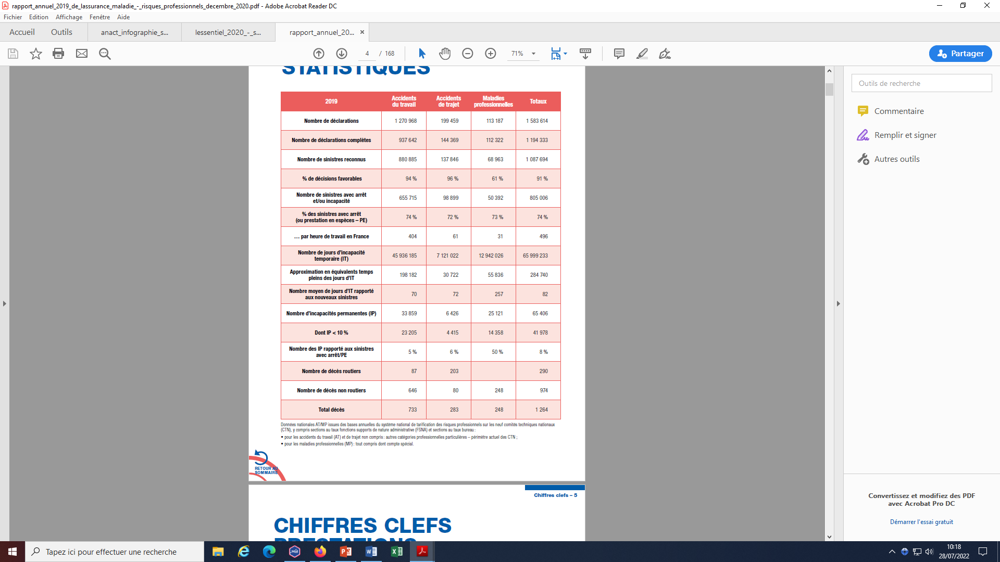 rapport_annuel_2019_de_lassurance_maladie_-_risques_professionnels_decembre_2020.pdf - Adobe Acrobat Reader DC
Fichier Edition Affichage Fenêtre Aide
Accueil Outils anact_infographie_s... lessentiel_2020_-_s... rapport_annuel_20... ×
4 / 168 71% Partager
STATISTIQUES
2019 Accidents du travail Accidents de trajet Maladies professionnelles Totaux
Nombre de déclarations 1 270 968 199 459 113 187 1 583 614
Nombre de déclarations complètes 937 642 144 369 112 322 1 194 333
Nombre de sinistres reconnus 880 885 137 846 68 963 1 087 694
% de décisions favorables 94 % 96 % 61 % 91 %
Nombre de sinistres avec arrêt et/ou incapacité 655 715 98 899 50 392 805 006
% des sinistres avec arrêt (ou prestation en espèces – PE) 74 % 72 % 73 % 74 %
... par heure de travail en France 404 61 31 496
Nombre de jours d'incapacité temporaire (IT) 45 936 185 7 121 022 12 942 026 65 999 233
Approximation en équivalents temps pleins des jours d'IT 198 182 30 722 55 836 284 740
Nombre moyen de jours d'IT rapporté aux nouveaux sinistres 70 72 257 82
Nombre d'incapacités permanentes (IP) 33 859 6 426 25 121 65 406
Dont IP < 10 % 23 205 4 415 14 358 41 978
Nombre des IP rapporté aux sinistres avec arrêt/PE 5 % 6 % 50 % 8 %
Nombre de décès routiers 87 203 290
Nombre de décès non routiers 646 80 248 974
Total décès 733 283 248 1 264
Données nationales AT/MP issues des bases annuelles du système national de tarification des risques professionnels sur les neuf comités techniques nationaux
(CTN), y compris sections au taux fonctions supports de nature administrative (FSNA) et sections au taux bureau :
• pour les accidents du travail (AT) et de trajet non compris : autres catégories professionnelles particulières – périmètre actuel des CTN ;
• pour les maladies professionnelles (MP) : tout compris dont compte spécial.
RETOUR AU
SOMMAIRE
Chiffres clefs – 5
CHIFFRES CLEFS
PRESTATIONS
Outils de recherche
Commentaire
Remplir et signer
Autres outils
Convertissez et modifiez des PDF
avec Acrobat Pro DC
Démarrer l'essai gratuit
Tapez ici pour effectuer une recherche
10:18
28/07/2022